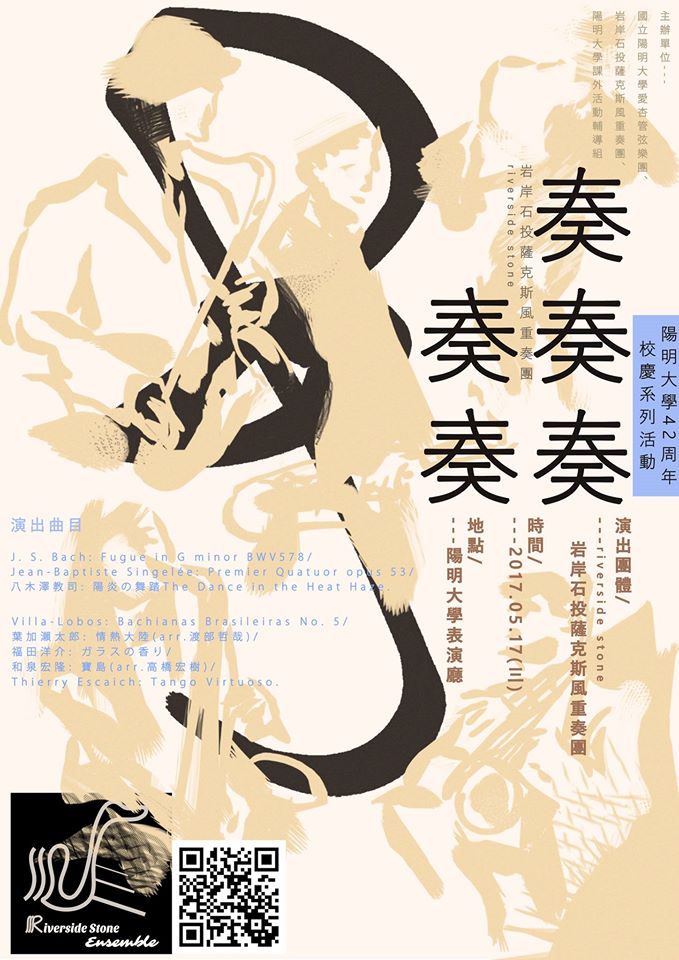 主辦單位---
國立陽明大學愛杏管弦樂團、
岩岸石投薩克斯風重奏團、
陽明大學課外活動輔導組
奏奏奏
奏奏
岩岸石投薩克斯風重奏團
riverside stone
陽明大學42周年
校慶系列活動
演出團體/
---riverside stone
岩岸石投薩克斯風重奏團
時間/
---2017.05.17(三)
地點/
---陽明大學表演廳
演出曲目
J. S. Bach: Fugue in G minor BWV578/
Jean-Baptiste Singelée: Premier Quatuor opus 53/
八木澤教司: 陽炎の舞踏The Dance in the Heat Haze.
Villa-Lobos: Bachianas Brasileiras No. 5/
葉加瀨太郎: 情熱大陸(arr.渡部哲哉)/
福田洋介: ガラスの香り/
和泉宏隆: 寶島(arr.高橋宏樹)/
Thierry Escaich: Tango Virtuoso.
Riverside Stone
Ensemble